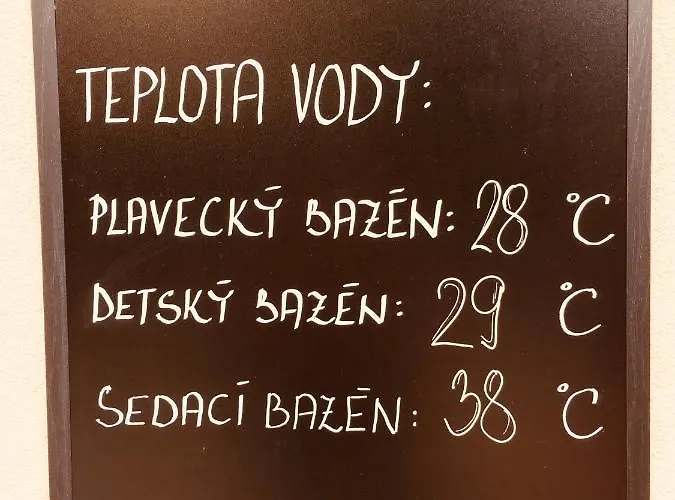 TEPLOTA VODY:
PLAVECKÝ BAZÉN: 28 °C
DETSKÝ BAZÉN: 29 °C
SEDACÍ BAZÉN: 38 °C